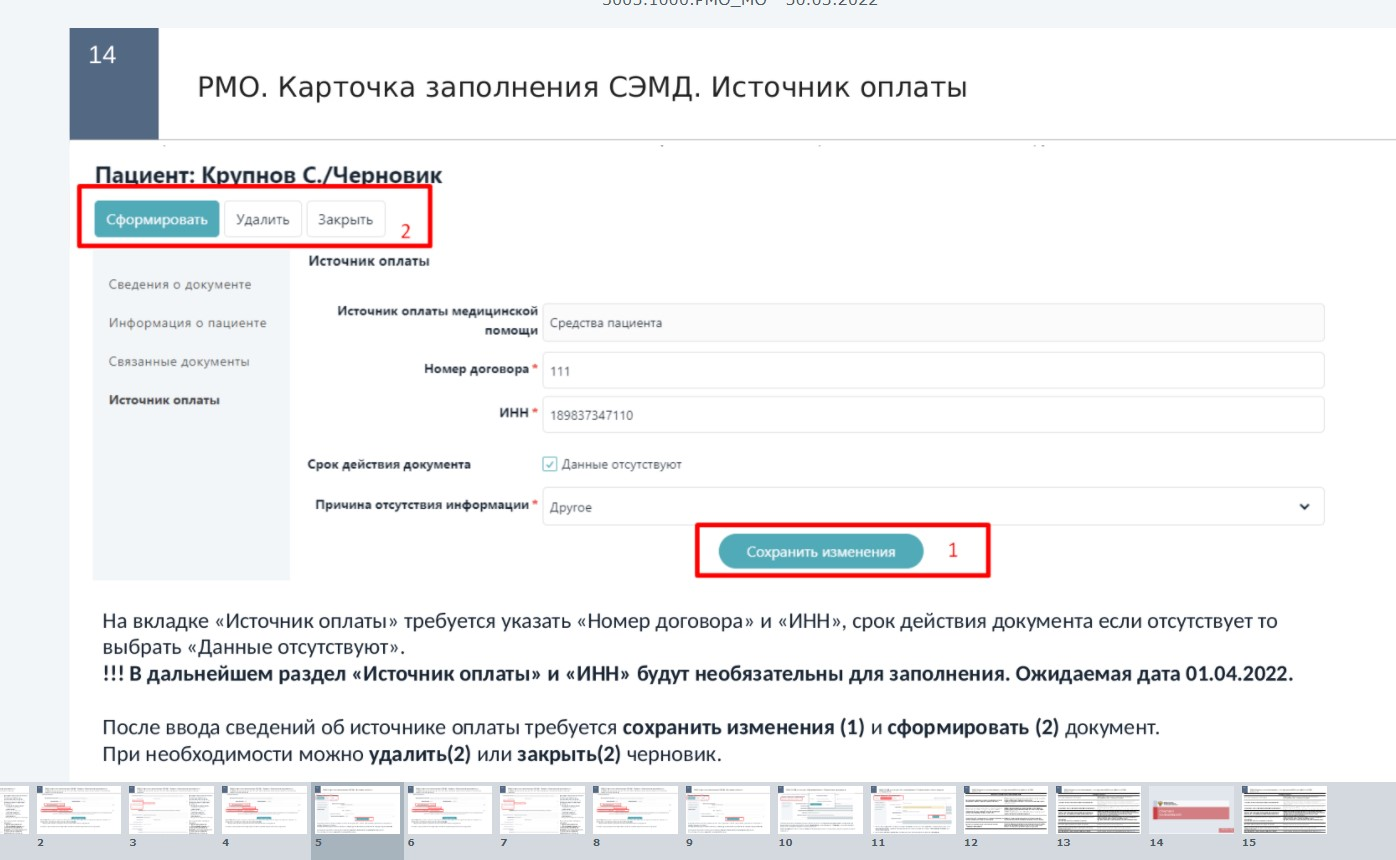 3005.1000.РМО_МО 30.03.2022
14
РМО. Карточка заполнения СЭМД. Источник оплаты
Пациент: Крупнов С./Черновик
Сформировать Удалить Закрыть 2
Источник оплаты
Сведения о документе
Информация о пациенте
Связанные документы
Источник оплаты
Источник оплаты медицинской
помощи
Средства пациента
Номер договора * 111
ИНН * 189837347110
Срок действия документа Данные отсутствуют
Причина отсутствия информации * Другое
Сохранить изменения 1
На вкладке «Источник оплаты» требуется указать «Номер договора» и «ИНН», срок действия документа если отсутствует то
выбрать «Данные отсутствуют».
!!! В дальнейшем раздел «Источник оплаты» и «ИНН» будут необязательны для заполнения. Ожидаемая дата 01.04.2022.
После ввода сведений об источнике оплаты требуется сохранить изменения (1) и сформировать (2) документ.
При необходимости можно удалить(2) или закрыть(2) черновик.
2 3 4 5 6 7 8 9 10 11 12 13 14 15